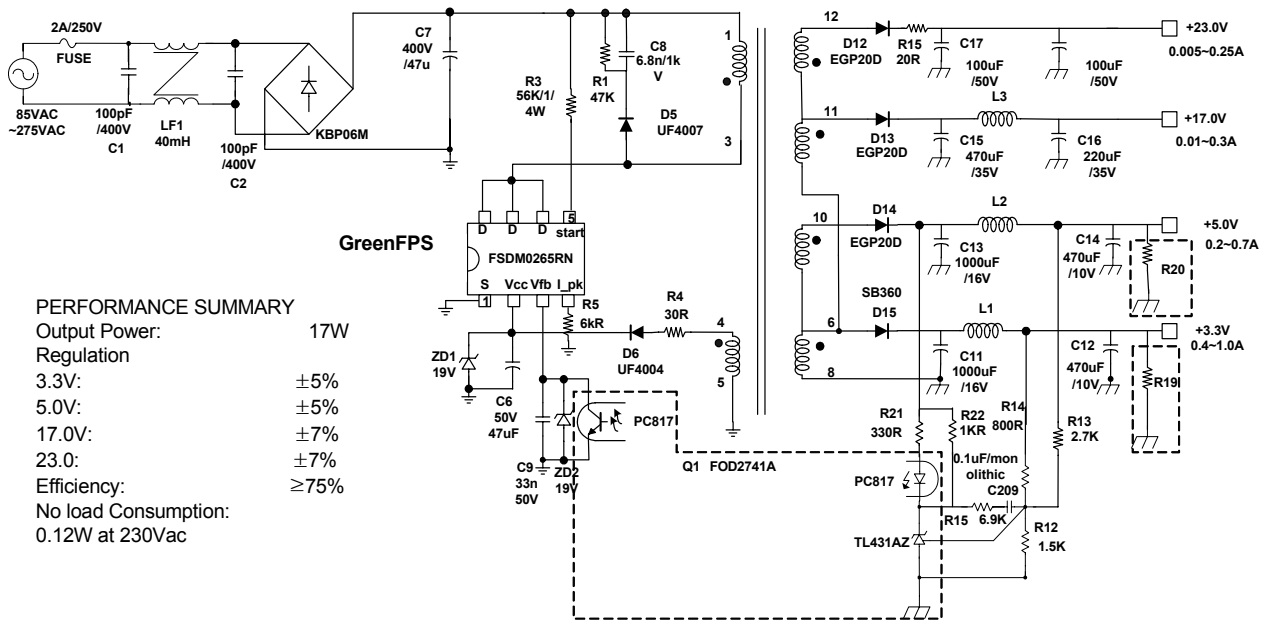 2A/250V
FUSE
85VAC
~275VAC
100pF
/400V
C1
LF1
40mH
100pF
/400V
C2
KBP06M
C7
400V
/47u
R3
56K/1/
4W
R1
47K
C8
6.8n/1k
V
D5
UF4007
1
3
12
D12
EGP20D
R15
20R
C17
100uF
/50V
100uF
/50V
+23.0V
0.005~0.25A
11
D13
EGP20D
C15
470uF
/35V
L3
C16
220uF
/35V
+17.0V
0.01~0.3A
10
D14
EGP20D
C13
1000uF
/16V
L2
C14
470uF
/10V
R20
+5.0V
0.2~0.7A
6
SB360
D15
8
C11
1000uF
/16V
L1
C12
470uF
/10V
R19
+3.3V
0.4~1.0A
GreenFPS
D D D 5
start
FSDM0265RN
S Vcc Vfb I_pk
1
R5
6kR
ZD1
19V
C6
50V
47uF
D6
UF4004
R4
30R
4
5
C9
33n
50V
ZD2
19V
PC817
Q1 FOD2741A
R21
330R
R22
1KR
R14
800R
R13
2.7K
0.1uF/mon
olithic
C209
PC817
R15
6.9K
TL431AZ
R12
1.5K
PERFORMANCE SUMMARY
Output Power: 17W
Regulation
3.3V: ±5%
5.0V: ±5%
17.0V: ±7%
23.0: ±7%
Efficiency: ≥75%
No load Consumption:
0.12W at 230Vac